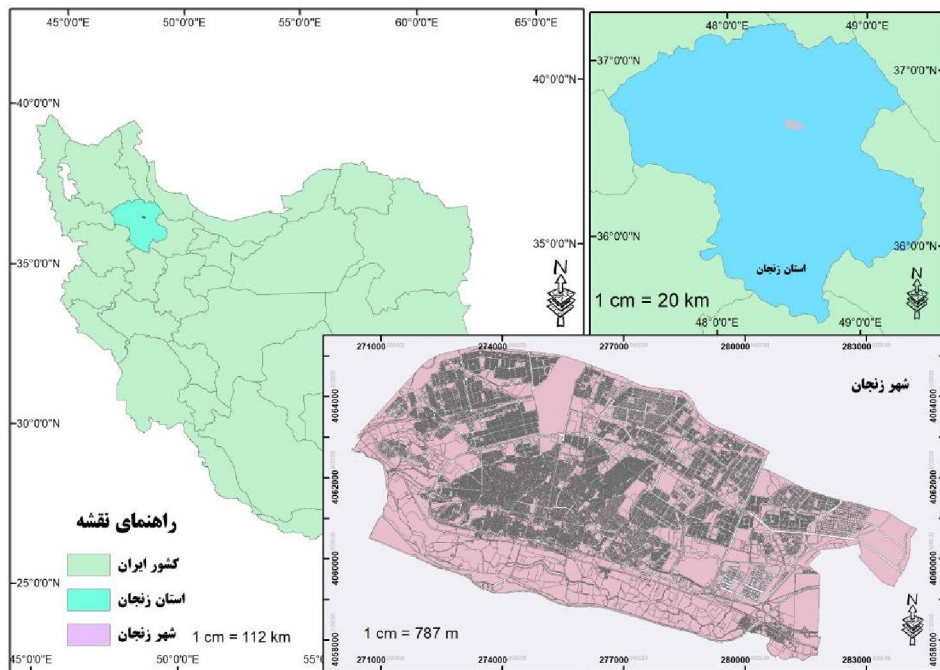 45°0'0"E 50°0'0"E 55°0'0"E 60°0'0"E 65°0'0"E
40°0'0"N
35°0'0"N
30°0'0"N
25°0'0"N
40°0'0"N
35°0'0"N
N
راهنمای نقشه
کشور ایران
استان زنجان
شهر زنجان
1 cm = 112 km
45°0'0"E 50°0'0"E
48°0'0"E 49°0'0"E
37°0'0"N 37°0'0"N
36°0'0"N 36°0'0"N
استان زنجان
N
1 cm = 20 km
48°0'0"E 49°0'0"E
271000 274000 277000 280000 283000
شهر زنجان
4064000 4064000
4062000 4062000
4060000 4060000
4058000 4058000
N
1 cm = 787 m
271000 274000 277000 280000 283000